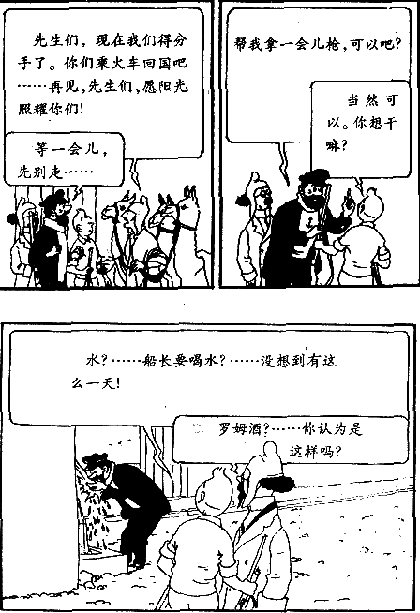 先生们，现在我们得分
手了。你们乘火车回国吧
……再见，先生们，愿阳光
照耀你们！
等一会儿，
先别走……
帮我拿一会儿枪，可以吧？
当然可
以。你想干
嘛？
水？……船长要喝水？……没想到有这
么一天！
罗姆酒？……你认为是
这样吗？